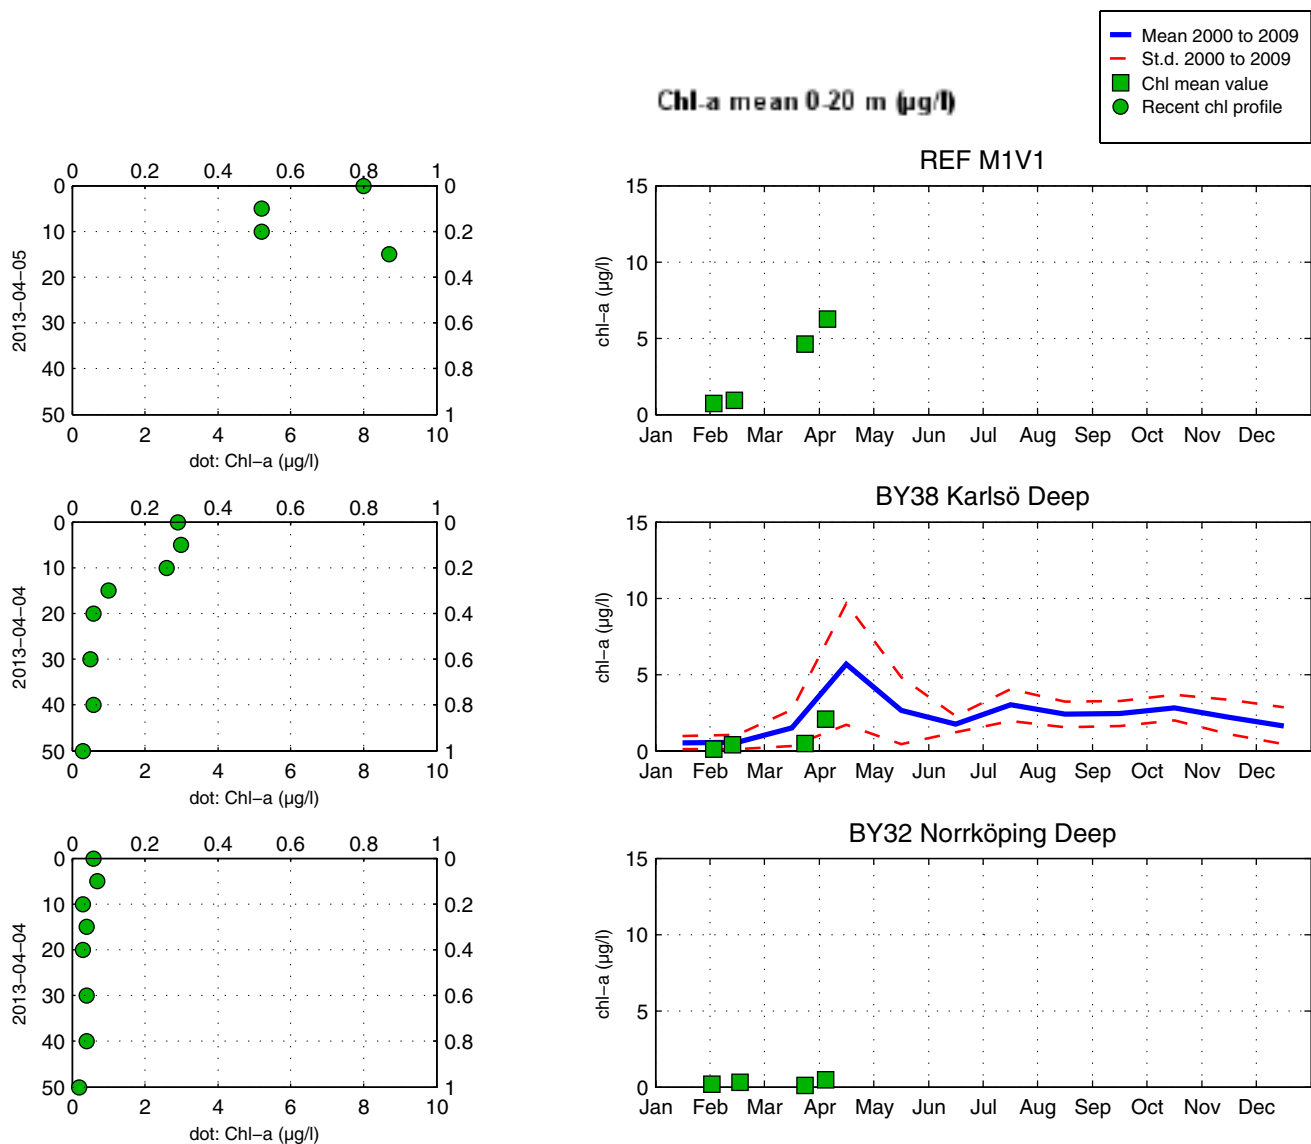 Mean 2000 to 2009
St.d. 2000 to 2009
Chl mean value
Recent chl profile
Chl-a mean 0-20 m (µg/l)
0 0.2 0.4 0.6 0.8 1
0 10 20 30 40 50
0 0.2 0.4 0.6 0.8 1
2013−04−05
0 2 4 6 8 10
dot: Chl−a (µg/l)
REF M1V1
15
10
5
0
chl−a (µg/l)
Jan Feb Mar Apr May Jun Jul Aug Sep Oct Nov Dec
0 0.2 0.4 0.6 0.8 1
0 10 20 30 40 50
0 0.2 0.4 0.6 0.8 1
2013−04−04
0 2 4 6 8 10
dot: Chl−a (µg/l)
BY38 Karlsö Deep
15
10
5
0
chl−a (µg/l)
Jan Feb Mar Apr May Jun Jul Aug Sep Oct Nov Dec
0 0.2 0.4 0.6 0.8 1
0 10 20 30 40 50
0 0.2 0.4 0.6 0.8 1
2013−04−04
0 2 4 6 8 10
dot: Chl−a (µg/l)
BY32 Norrköping Deep
15
10
5
0
chl−a (µg/l)
Jan Feb Mar Apr May Jun Jul Aug Sep Oct Nov Dec